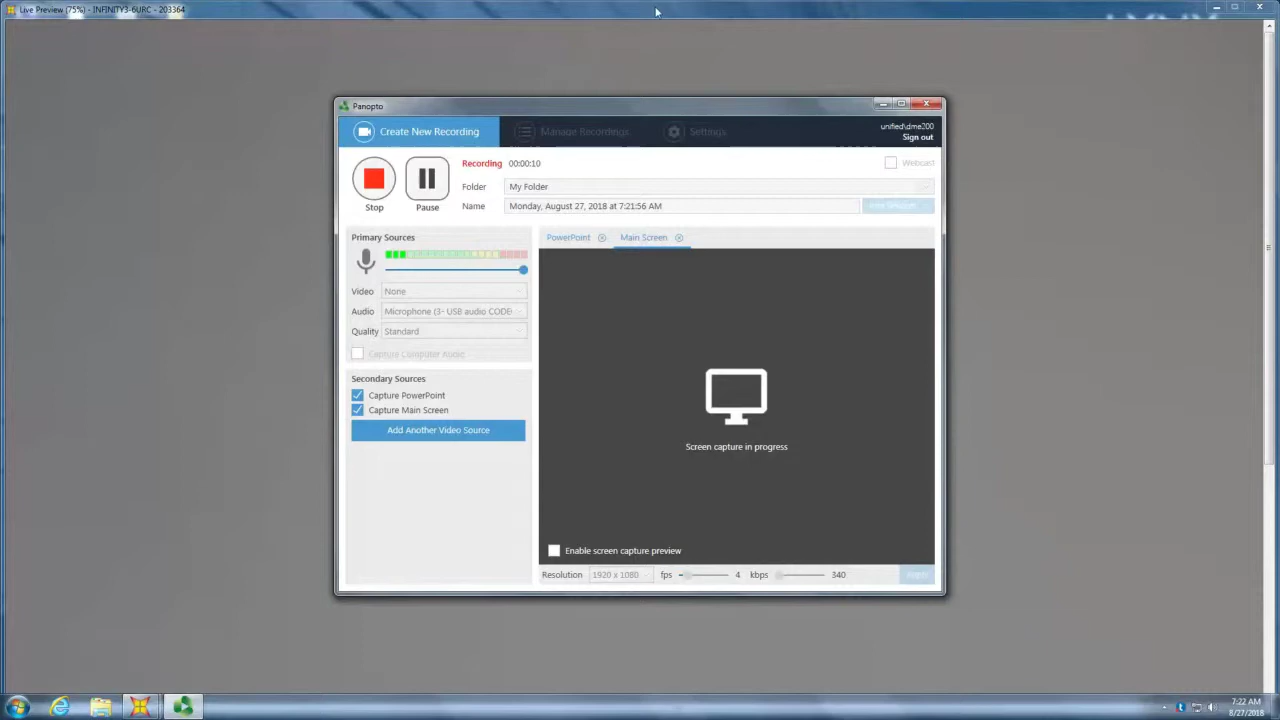 Live Preview (75%) - INFINITY3-6URC - 203364
Panopto
Create New Recording
Manage Recordings
Settings
unified\dme200
Sign out
Stop
Pause
Recording 00:00:10
Webcast
Folder My Folder
Name Monday, August 27, 2018 at 7:21:56 AM
Primary Sources
Video None
Audio Microphone (3- USB audio CODEC
Quality Standard
Capture Computer Audio
Secondary Sources
Capture PowerPoint
Capture Main Screen
Add Another Video Source
PowerPoint
Main Screen
Screen capture in progress
Enable screen capture preview
Resolution 1920 x 1080 fps 4 kbps 340
Apply
7:22 AM
8/27/2018